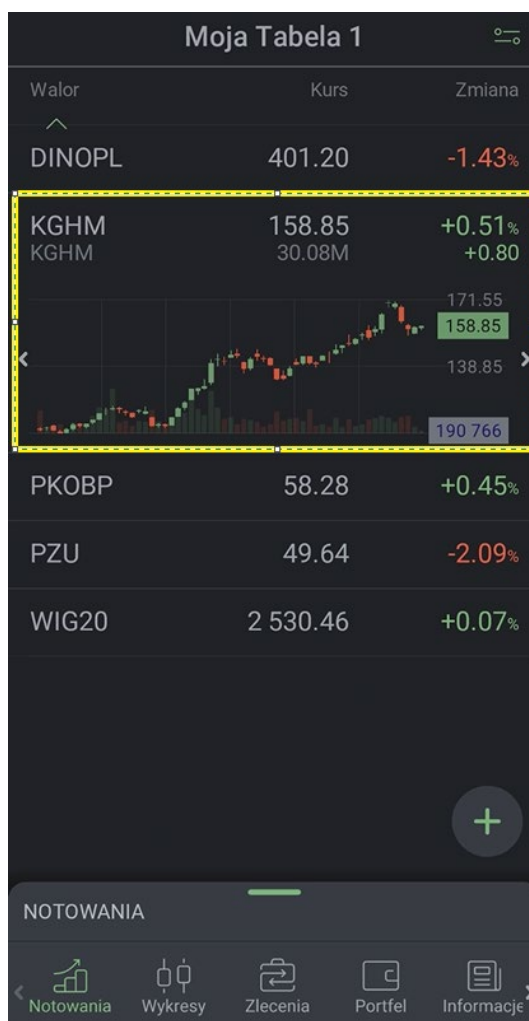 Moja Tabela 1
Walor Kurs Zmiana
DINOPL 401.20 -1.43%
KGHM 158.85 +0.51%
KGHM 30.08M +0.80
171.55
158.85
138.85
190 766
PKOBP 58.28 +0.45%
PZU 49.64 -2.09%
WIG20 2 530.46 +0.07%
+
NOTOWANIA
Notowania Wykresy Zlecenia Portfel Informacje